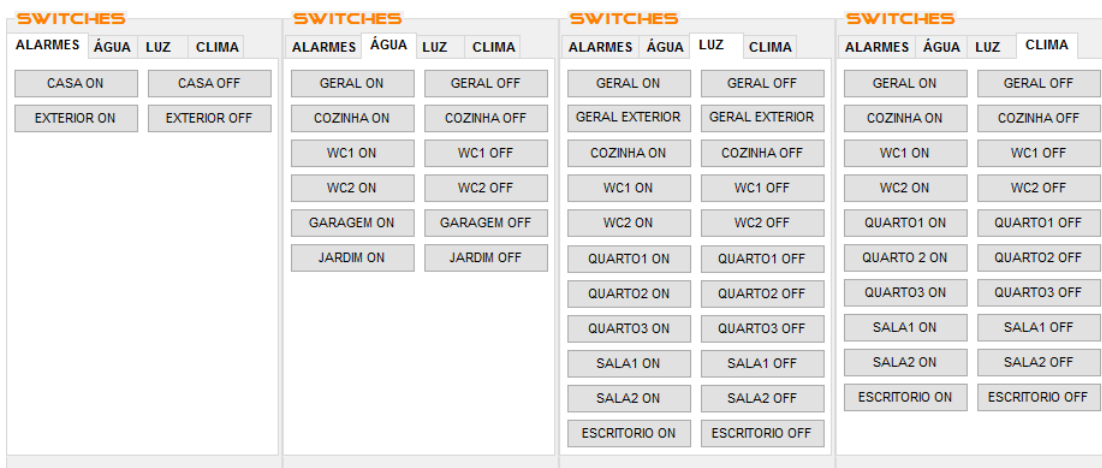 SWITCHES
ALARMES ÁGUA LUZ CLIMA
CASA ON CASA OFF
EXTERIOR ON EXTERIOR OFF
SWITCHES
ALARMES ÁGUA LUZ CLIMA
GERAL ON GERAL OFF
COZINHA ON COZINHA OFF
WC1 ON WC1 OFF
WC2 ON WC2 OFF
GARAGEM ON GARAGEM OFF
JARDIM ON JARDIM OFF
SWITCHES
ALARMES ÁGUA LUZ CLIMA
GERAL ON GERAL OFF
GERAL EXTERIOR GERAL EXTERIOR
COZINHA ON COZINHA OFF
WC1 ON WC1 OFF
WC2 ON WC2 OFF
QUARTO1 ON QUARTO1 OFF
QUARTO2 ON QUARTO2 OFF
QUARTO3 ON QUARTO3 OFF
SALA1 ON SALA1 OFF
SALA2 ON SALA2 OFF
ESCRITORIO ON ESCRITORIO OFF
SWITCHES
ALARMES ÁGUA LUZ CLIMA
GERAL ON GERAL OFF
COZINHA ON COZINHA OFF
WC1 ON WC1 OFF
WC2 ON WC2 OFF
QUARTO1 ON QUARTO1 OFF
QUARTO 2 ON QUARTO2 OFF
QUARTO3 ON QUARTO3 OFF
SALA1 ON SALA1 OFF
SALA2 ON SALA2 OFF
ESCRITORIO ON ESCRITORIO OFF